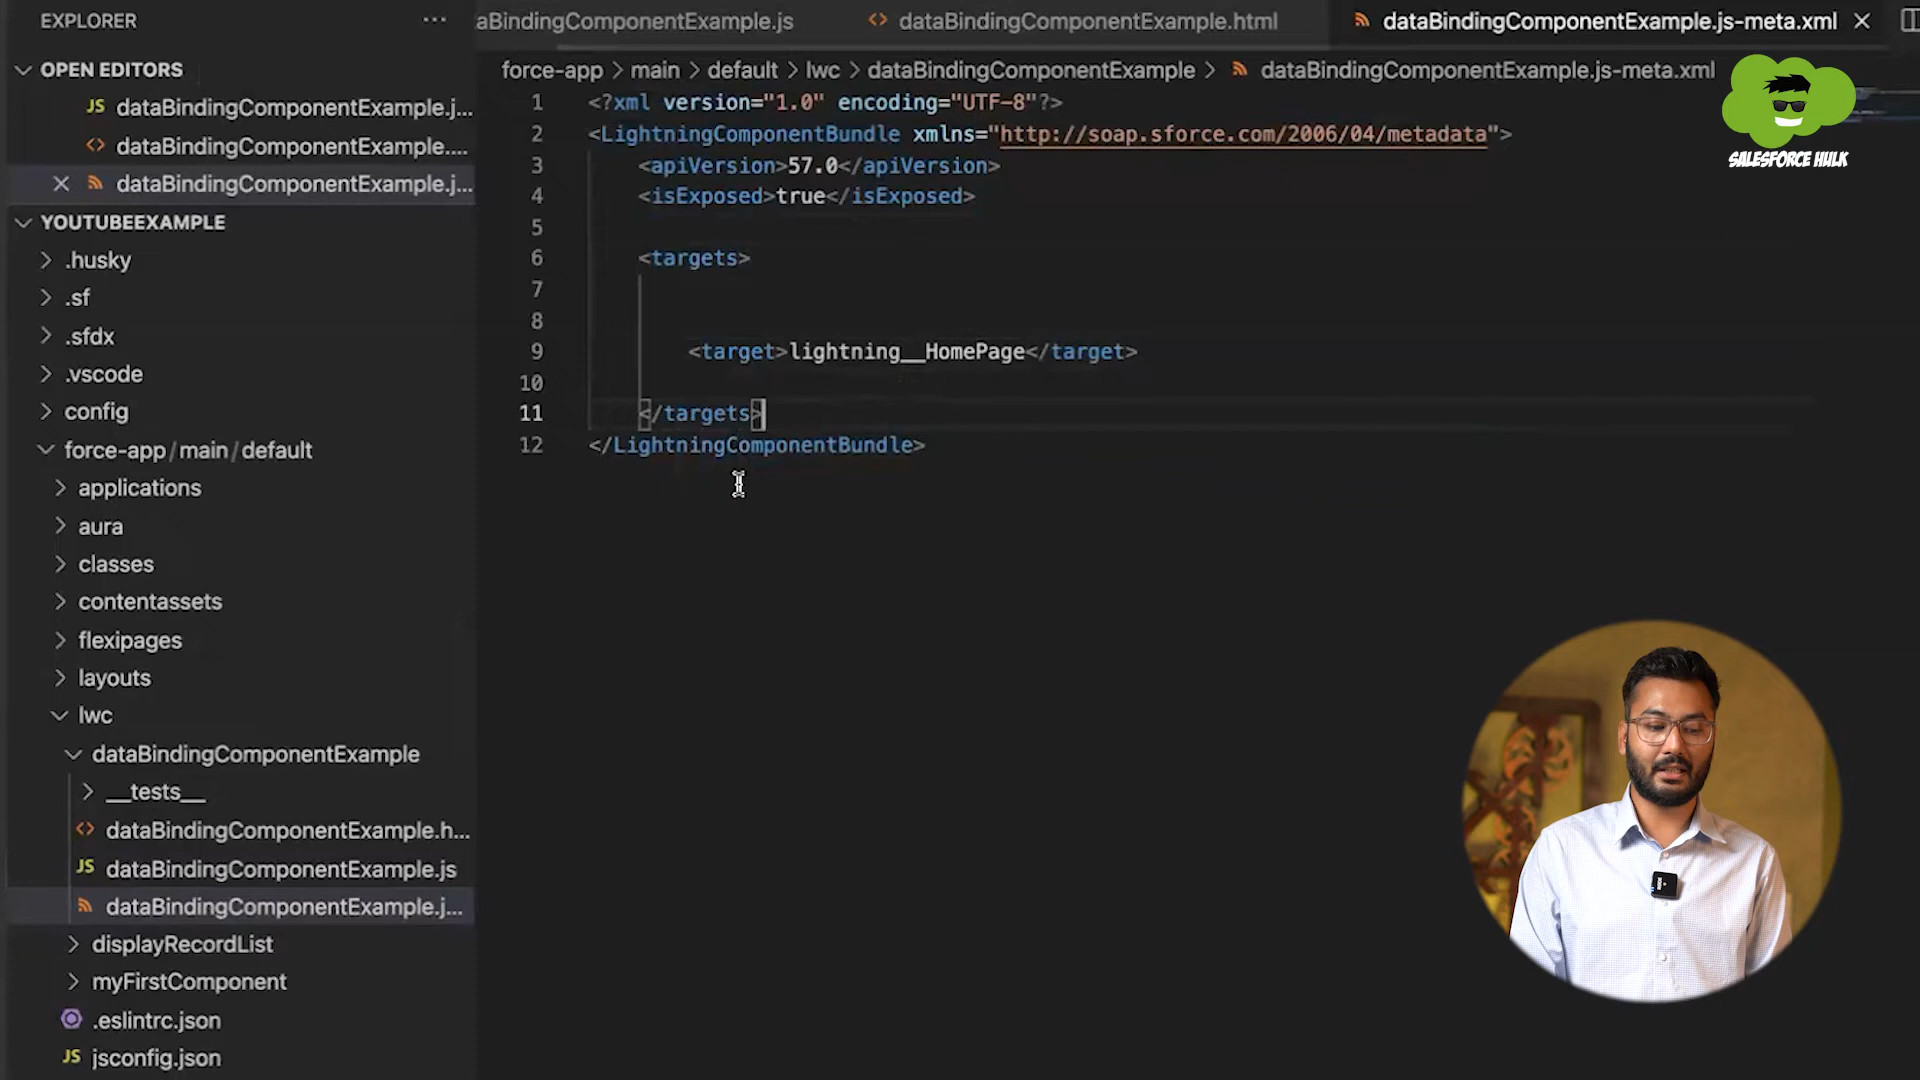 EXPLORER
···
OPEN EDITORS
JS dataBindingComponentExample.j...
<> dataBindingComponentExample....
dataBindingComponentExample.j...
YOUTUBEEXAMPLE
.husky
.sf
.sfdx
.vscode
config
force-app/main/default
applications
aura
classes
contentassets
flexipages
layouts
lwc
dataBindingComponentExample
__tests__
<> dataBindingComponentExample.h...
JS dataBindingComponentExample.js
dataBindingComponentExample.j...
displayRecordList
myFirstComponent
.eslintrc.json
JS jsconfig.json
aBindingComponentExample.js
<> dataBindingComponentExample.html
dataBindingComponentExample.js-meta.xml
force-app > main > default > lwc > dataBindingComponentExample > dataBindingComponentExample.js-meta.xml
1 <?xml version="1.0" encoding="UTF-8"?>
2 <LightningComponentBundle xmlns="http://soap.sforce.com/2006/04/metadata">
3 <apiVersion>57.0</apiVersion>
4 <isExposed>true</isExposed>
5
6 <targets>
7
8
9 <target>lightning__HomePage</target>
10
11 </targets>
12 </LightningComponentBundle>
SALESFORCE HULK